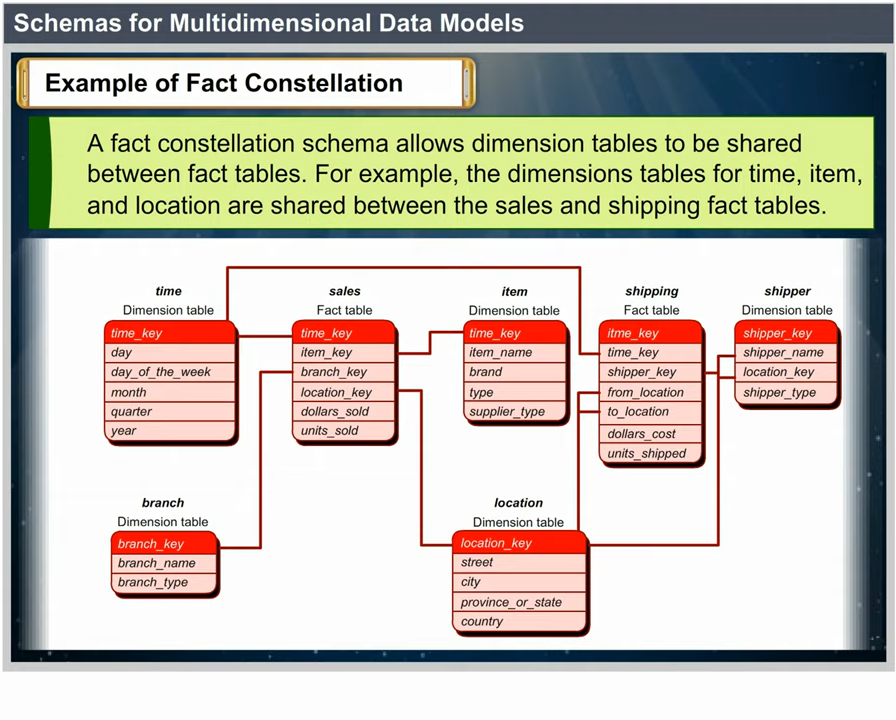 Schemas for Multidimensional Data Models
Example of Fact Constellation
A fact constellation schema allows dimension tables to be shared
between fact tables. For example, the dimensions tables for time, item,
and location are shared between the sales and shipping fact tables.
time
Dimension table
time_key
day
day_of_the_week
month
quarter
year
sales
Fact table
time_key
item_key
branch_key
location_key
dollars_sold
units_sold
item
Dimension table
time_key
item_name
brand
type
supplier_type
shipping
Fact table
itme_key
time_key
shipper_key
from_location
to_location
dollars_cost
units_shipped
shipper
Dimension table
shipper_key
shipper_name
location_key
shipper_type
branch
Dimension table
branch_key
branch_name
branch_type
location
Dimension table
location_key
street
city
province_or_state
country